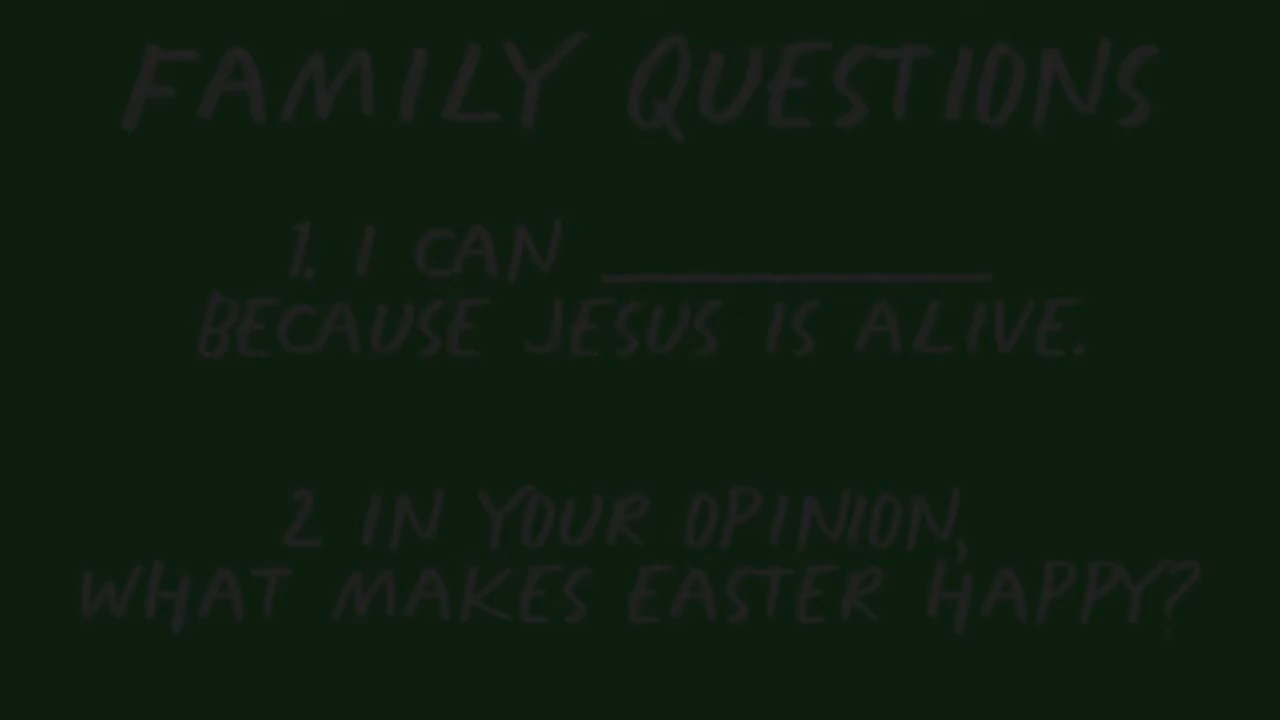 FAMILY QUESTIONS
1. I CAN ____________
BECAUSE JESUS IS ALIVE.
2 IN YOUR OPINION,
WHAT MAKES EASTER HAPPY?